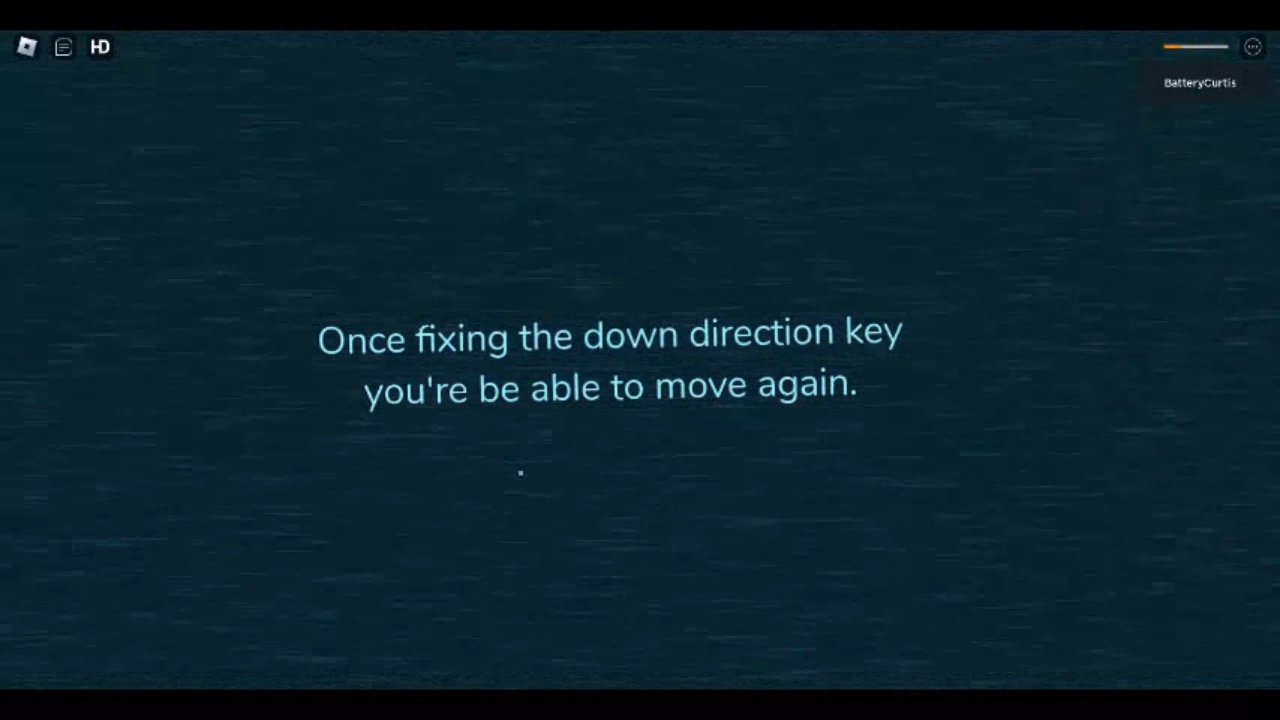 HD
BatteryCurtis
Once fixing the down direction key
you're be able to move again.